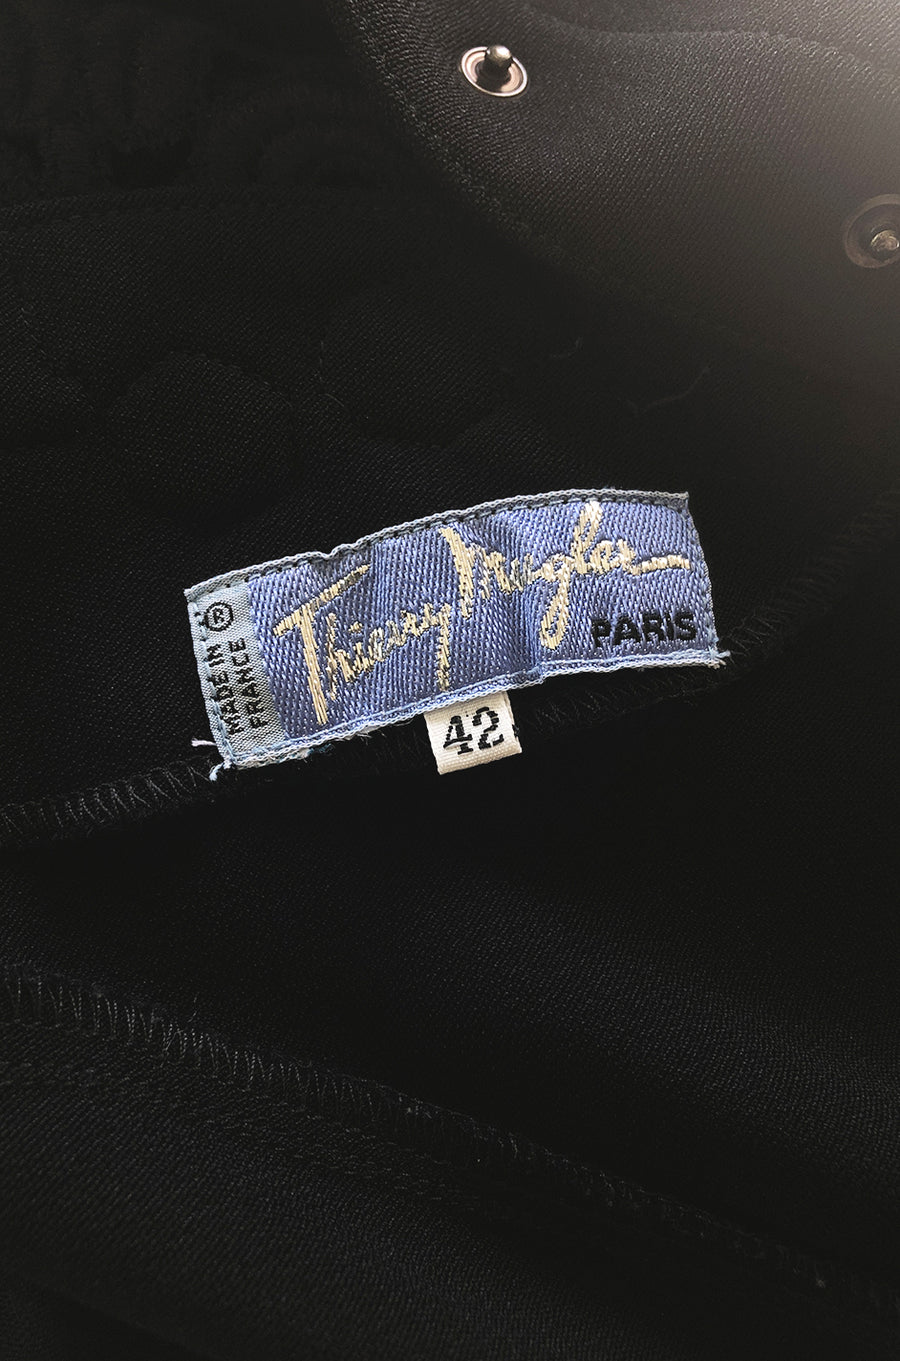 Thierry Mugler
PARIS
MADE IN ®
FRANCE
42